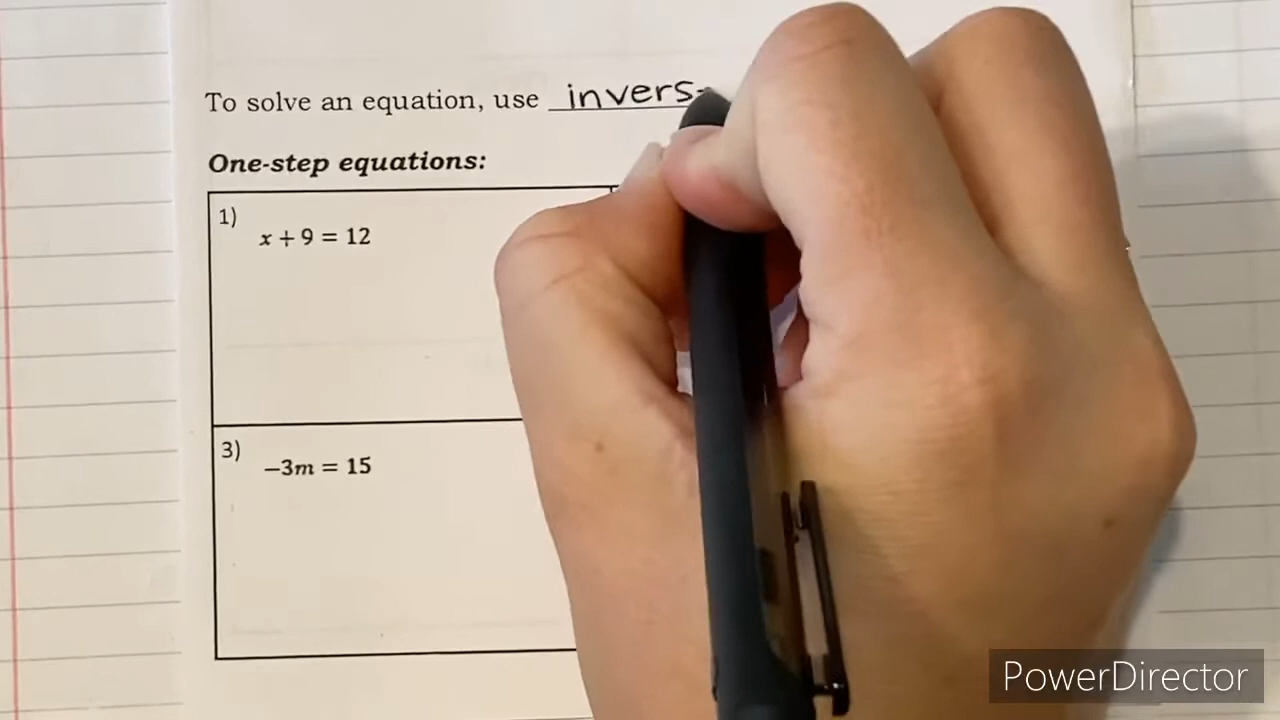 To solve an equation, use invers
One-step equations:
1)
x + 9 = 12
3)
−3m = 15
PowerDirector